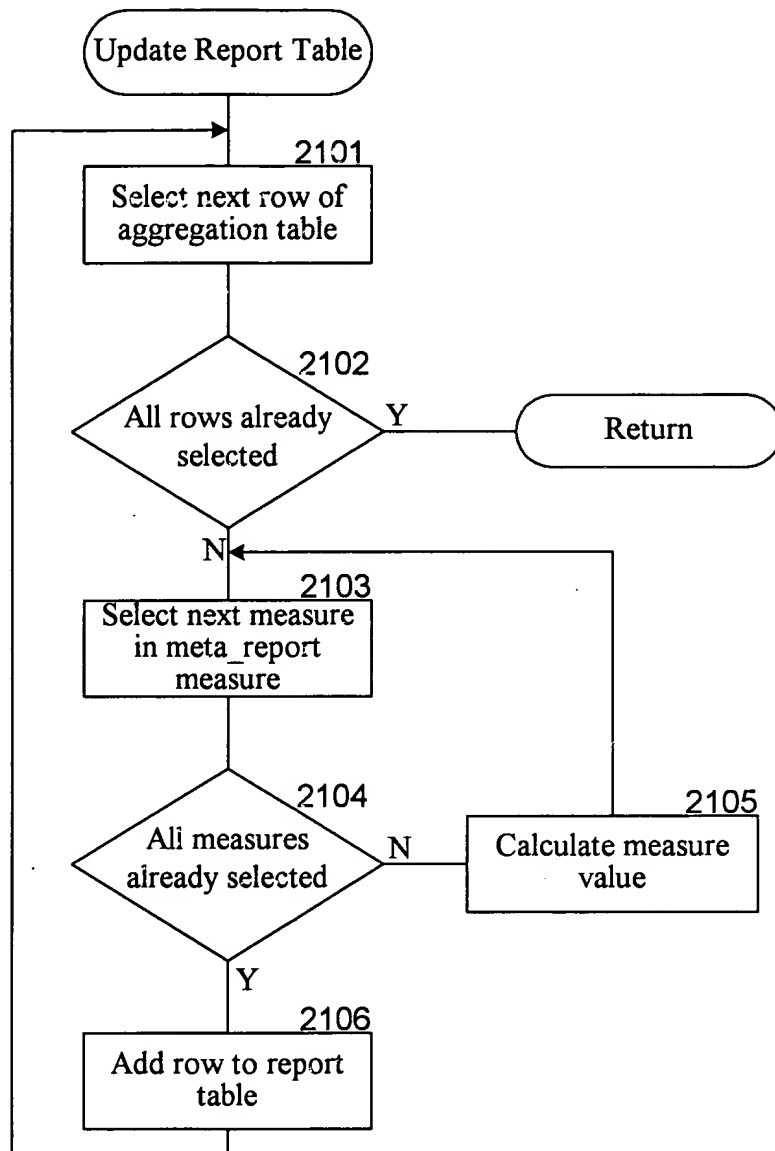 Update Report Table
2101
Select next row of
aggregation table
2102
All rows already
selected
Y
Return
N
2103
Select next measure
in meta_report
measure
2104
All measures
already selected
N
2105
Calculate measure
value
Y
2106
Add row to report
table